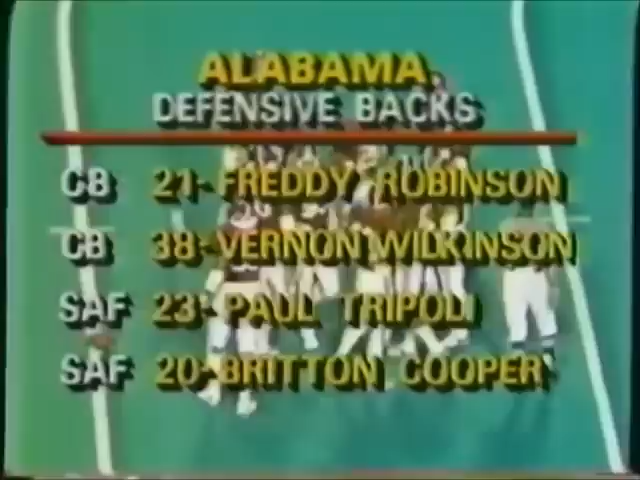 ALABAMA
DEFENSIVE BACKS
CB 21-FREDDY ROBINSON
CB 38-VERNON WILKINSON
SAF 23-PAUL TRIPOLI
SAF 20-BRITTON COOPER